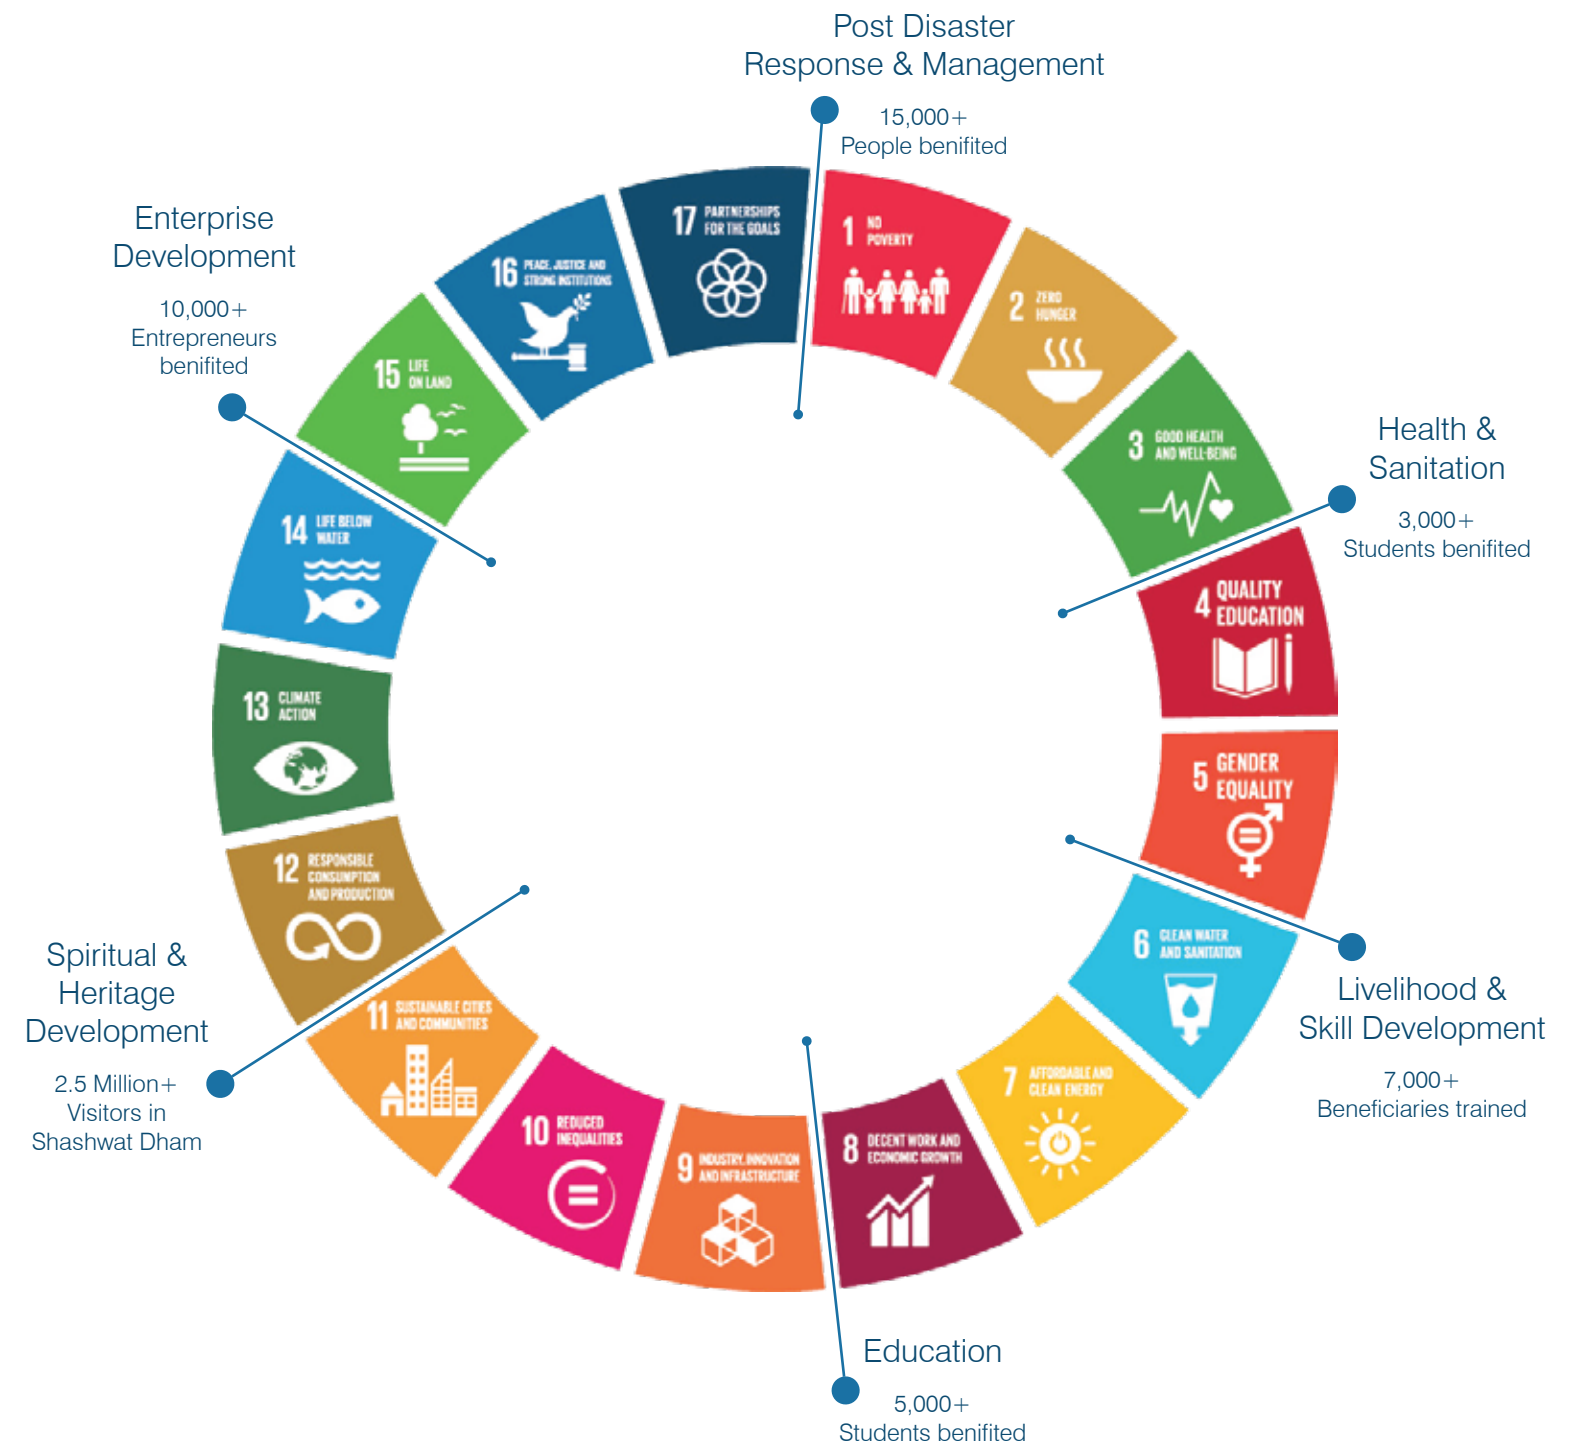 Post Disaster
Response & Management
15,000+
People benifited
Enterprise
Development
10,000+
Entrepreneurs
benifited
Health &
Sanitation
3,000+
Students benifited
Livelihood &
Skill Development
7,000+
Beneficiaries trained
Education
5,000+
Students benifited
Spiritual &
Heritage
Development
2.5 Million+
Visitors in
Shashwat Dham
1 NO
POVERTY
2 ZERO
HUNGER
3 GOOD HEALTH
AND WELL-BEING
4 QUALITY
EDUCATION
5 GENDER
EQUALITY
6 CLEAN WATER
AND SANITATION
7 AFFORDABLE AND
CLEAN ENERGY
8 DECENT WORK AND
ECONOMIC GROWTH
9 INDUSTRY, INNOVATION
AND INFRASTRUCTURE
10 REDUCED
INEQUALITIES
11 SUSTAINABLE CITIES
AND COMMUNITIES
12 RESPONSIBLE
CONSUMPTION
AND PRODUCTION
13 CLIMATE
ACTION
14 LIFE BELOW
WATER
15 LIFE
ON LAND
16 PEACE, JUSTICE AND
STRONG INSTITUTIONS
17 PARTNERSHIPS
FOR THE GOALS